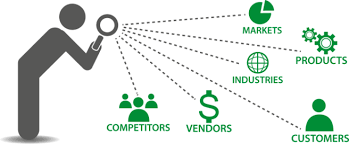 MARKETS
PRODUCTS
INDUSTRIES
COMPETITORS
VENDORS
CUSTOMERS